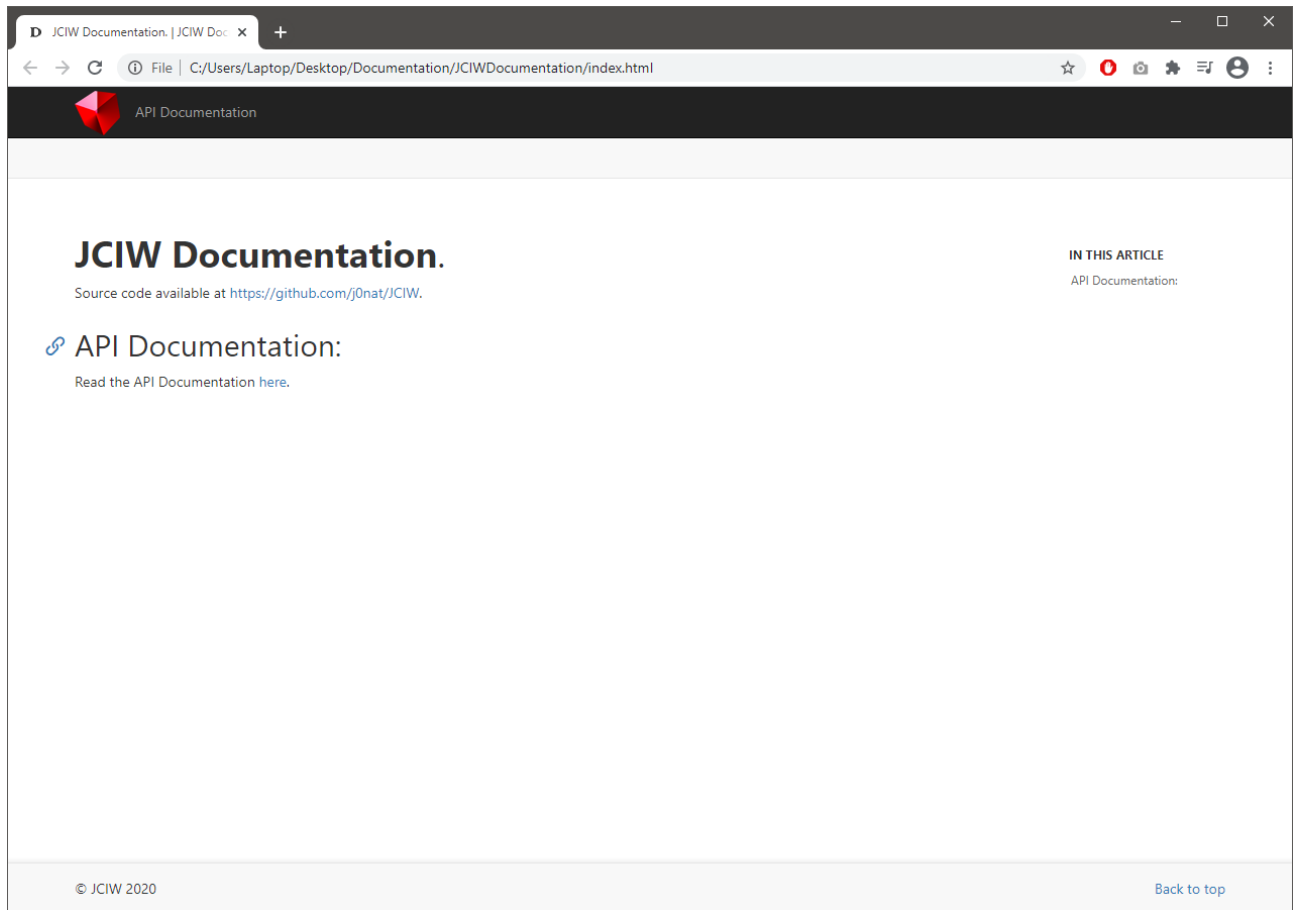 D JCIW Documentation. | JCIW Doc
File | C:/Users/Laptop/Desktop/Documentation/JCIWDocumentation/index.html
API Documentation
JCIW Documentation.
IN THIS ARTICLE
Source code available at https://github.com/j0nat/JCIW.
API Documentation:
API Documentation:
Read the API Documentation here.
© JCIW 2020
Back to top